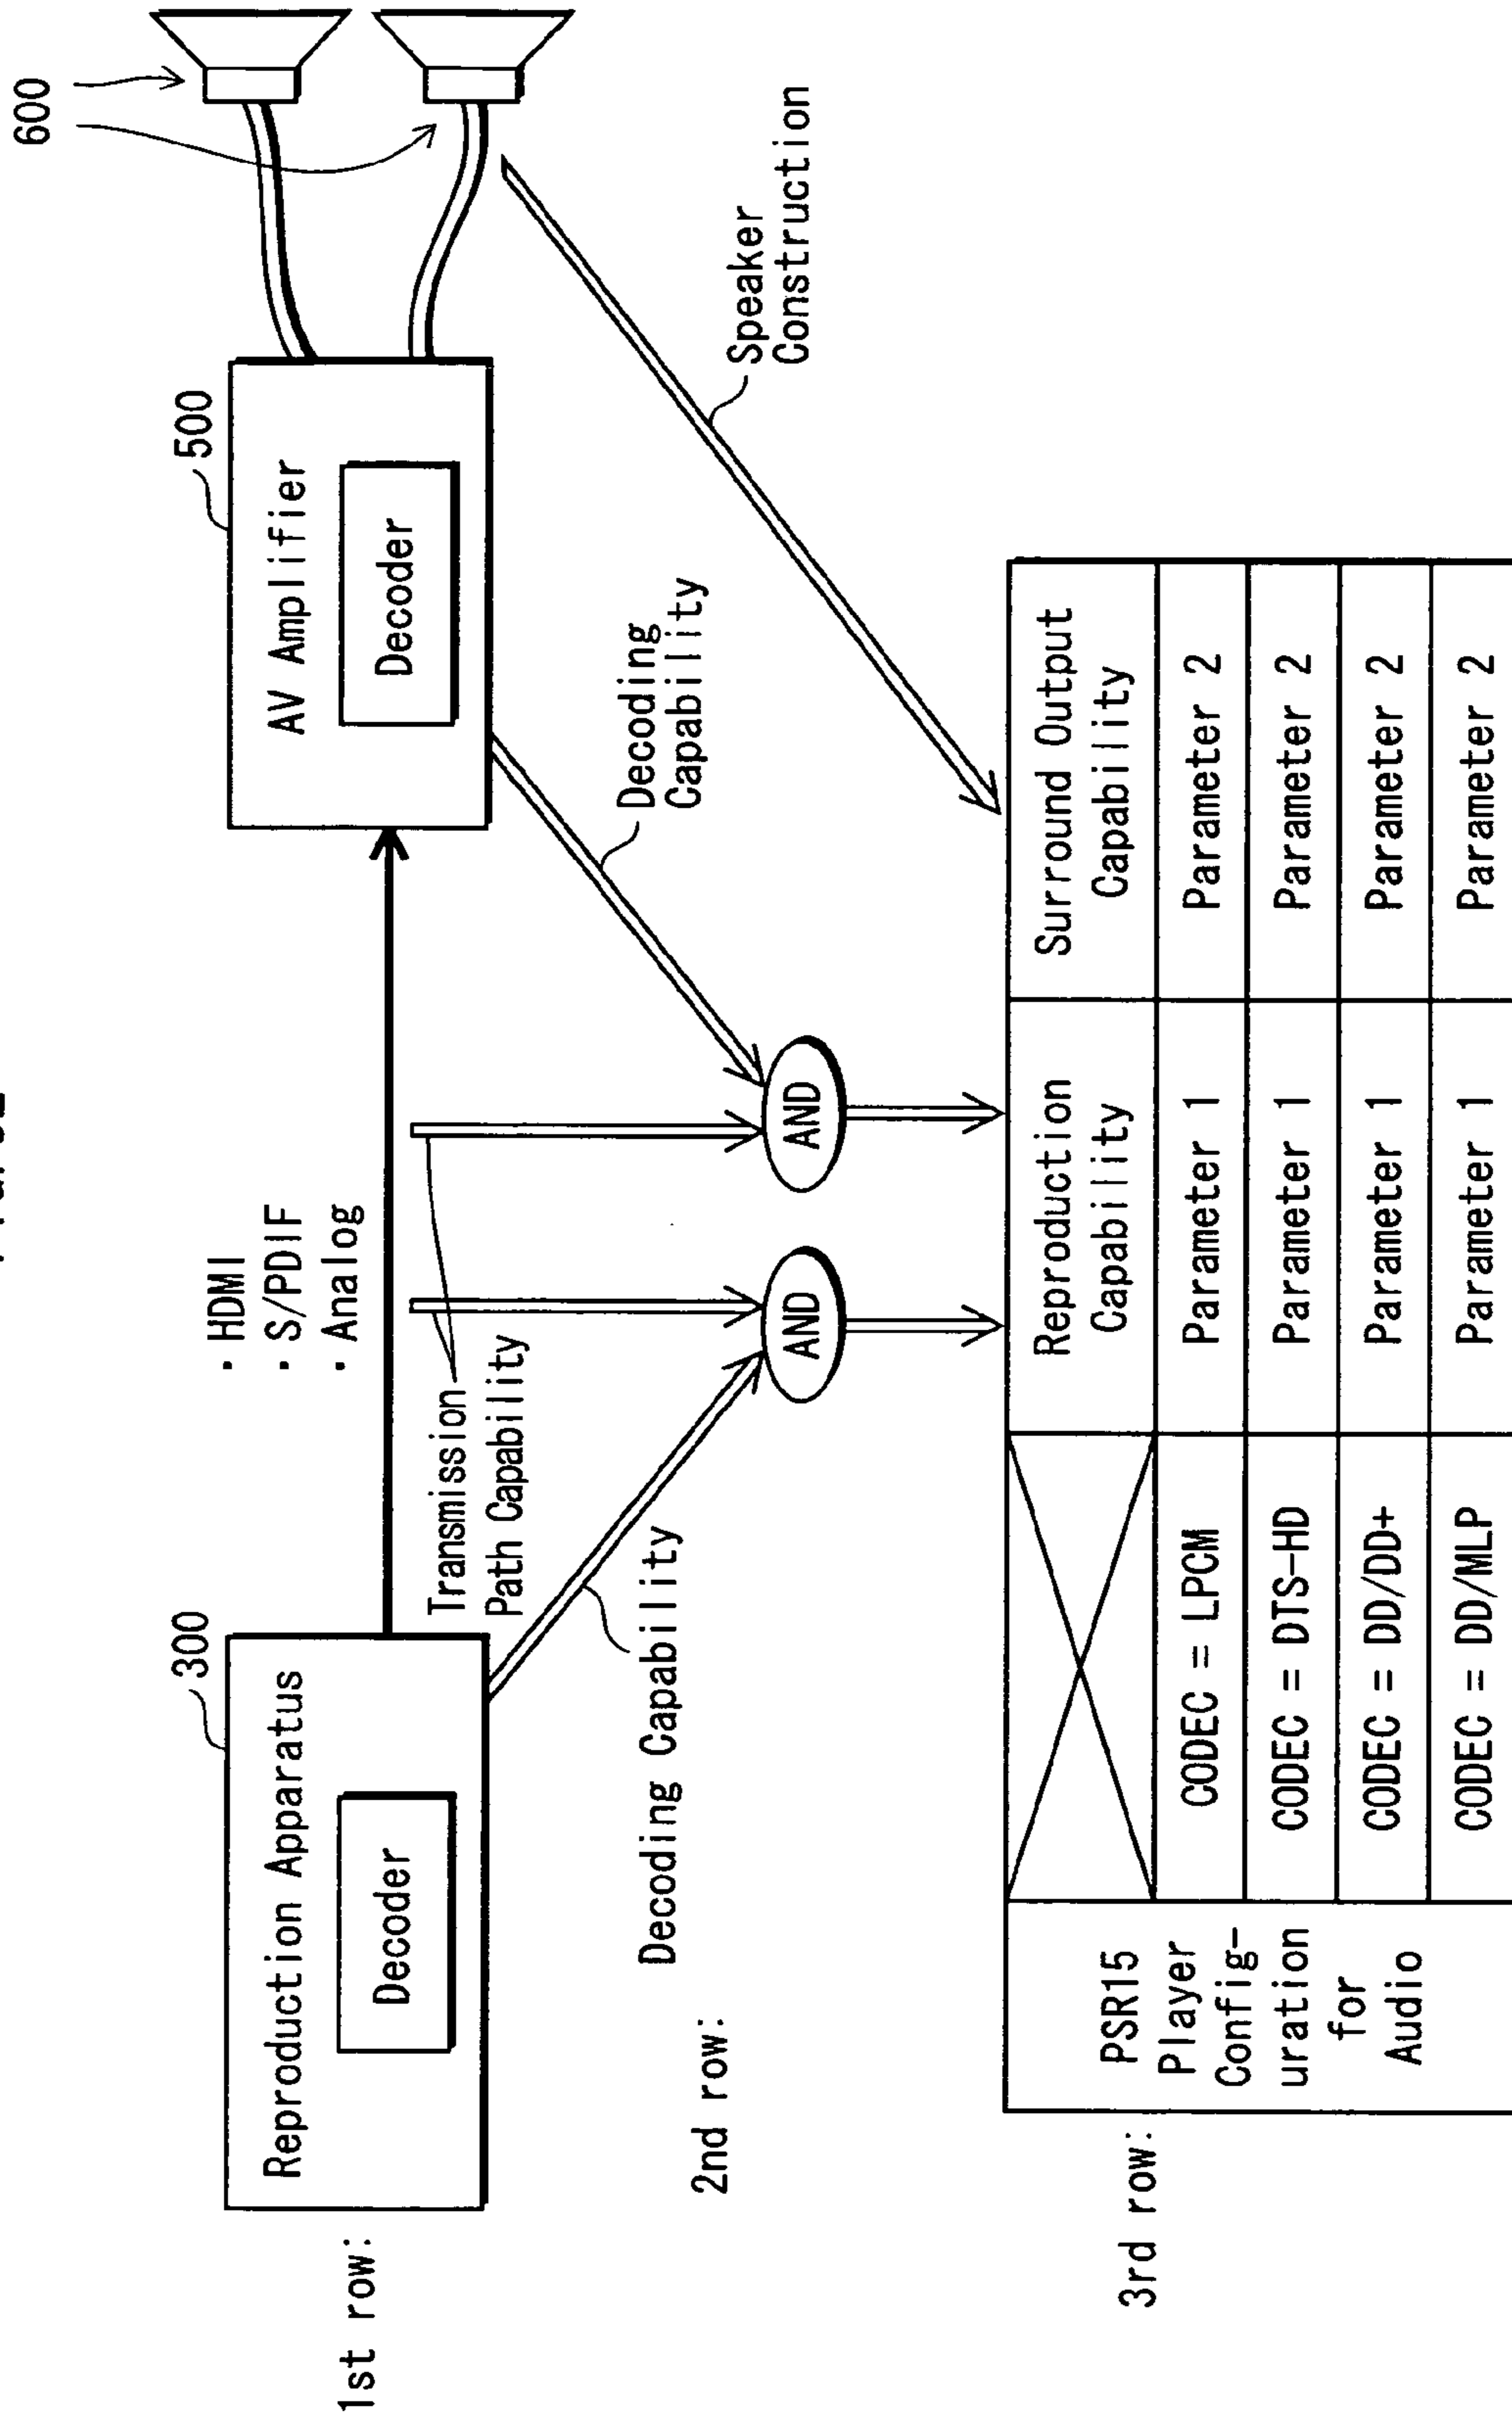 1st row:
Reproduction Apparatus
300
Decoder
· HDMI
· S/PDIF
· Analog
AV Amplifier
500
Decoder
600
2nd row:
Decoding Capability
Transmission
Path Capability
AND
AND
Decoding
Capability
Speaker
Construction
3rd row:
PSR15
Player
Config-
uration
for
Audio
Reproduction
Capability
Surround Output
Capability
CODEC = LPCM
Parameter 1
Parameter 2
CODEC = DTS-HD
Parameter 1
Parameter 2
CODEC = DD/DD+
Parameter 1
Parameter 2
CODEC = DD/MLP
Parameter 1
Parameter 2